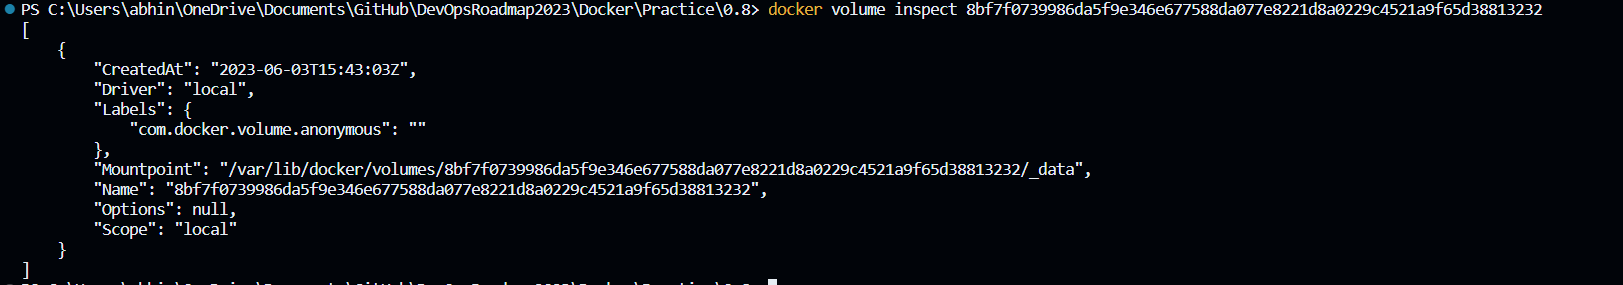 PS C:\Users\abhin\OneDrive\Documents\GitHub\DevOpsRoadmap2023\Docker\Practice\0.8> docker volume inspect 8bf7f0739986da5f9e346e677588da077e8221d8a0229c4521a9f65d38813232
[
    {
        "CreatedAt": "2023-06-03T15:43:03Z",
        "Driver": "local",
        "Labels": {
            "com.docker.volume.anonymous": ""
        },
        "Mountpoint": "/var/lib/docker/volumes/8bf7f0739986da5f9e346e677588da077e8221d8a0229c4521a9f65d38813232/_data",
        "Name": "8bf7f0739986da5f9e346e677588da077e8221d8a0229c4521a9f65d38813232",
        "Options": null,
        "Scope": "local"
    }
]